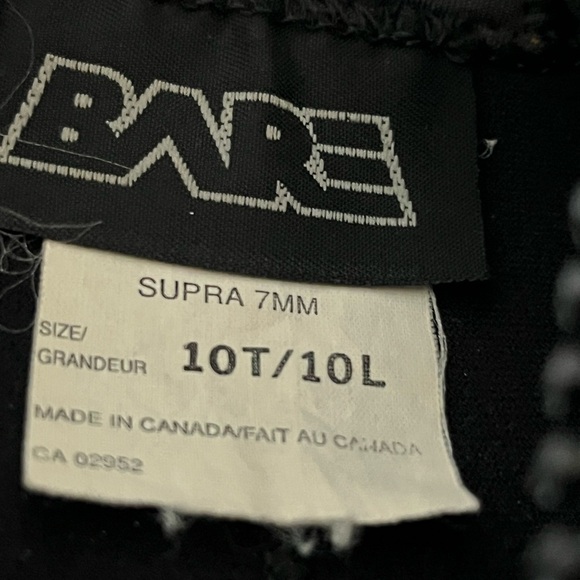 BARE
SUPRA 7MM
SIZE/
GRANDEUR 10T/10L
MADE IN CANADA/FAIT AU CANADA
CA 02952